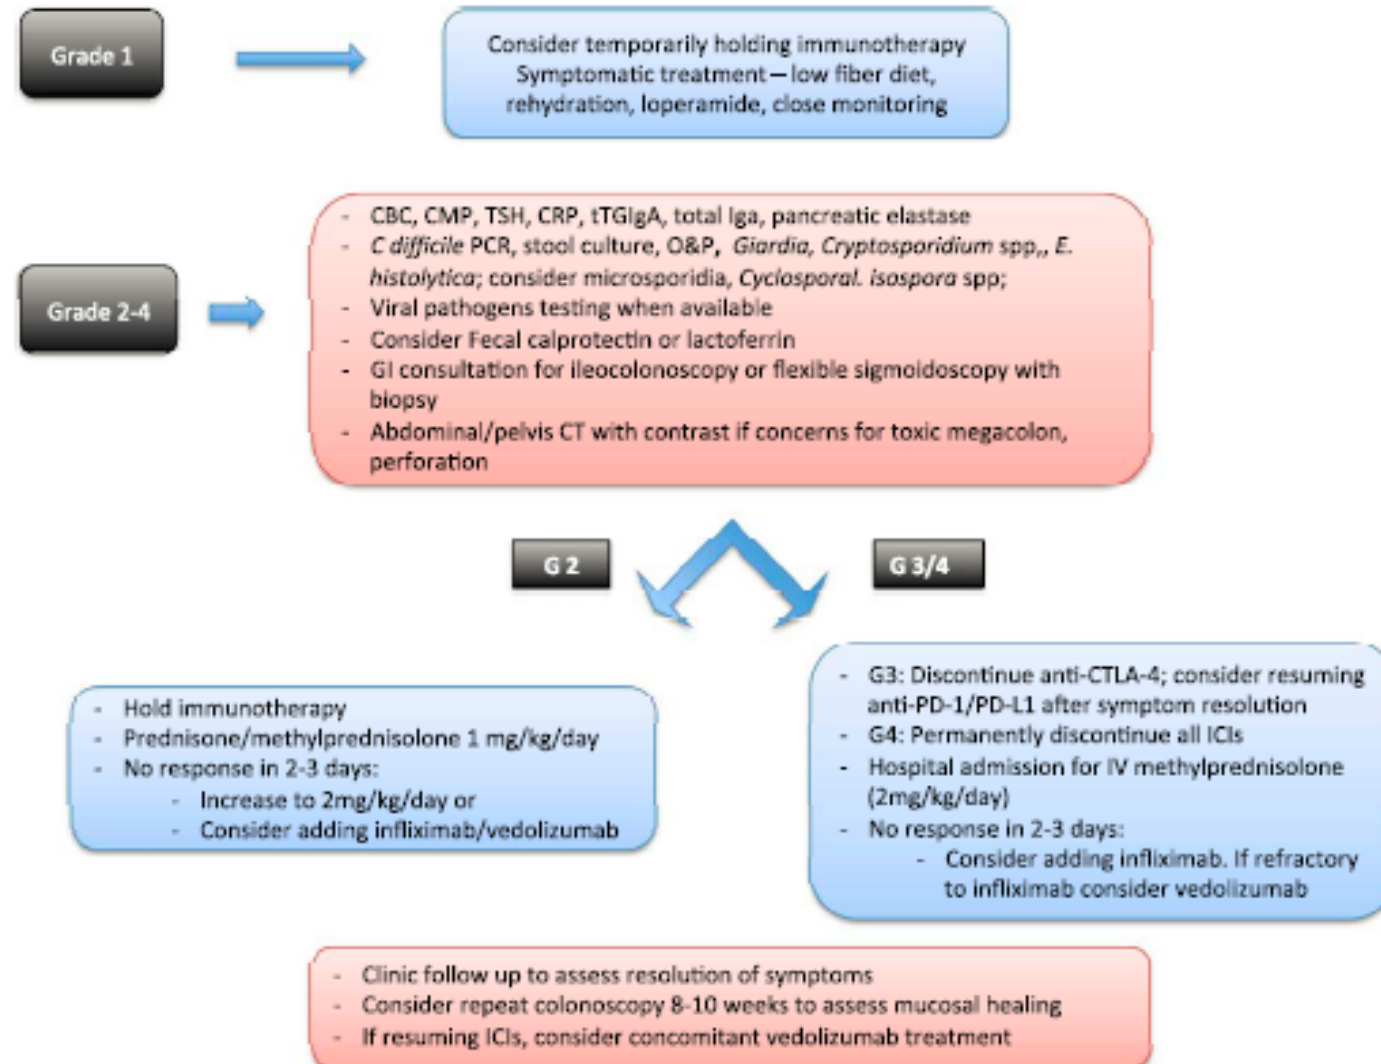 Grade 1
Consider temporarily holding immunotherapy
Symptomatic treatment – low fiber diet,
rehydration, loperamide, close monitoring
Grade 2-4
- CBC, CMP, TSH, CRP, tTGIgA, total Iga, pancreatic elastase
- C difficile PCR, stool culture, O&P, Giardia, Cryptosporidium spp,, E.
histolytica; consider microsporidia, Cyclosporal. isospora spp;
- Viral pathogens testing when available
- Consider Fecal calprotectin or lactoferrin
- GI consultation for ileocolonoscopy or flexible sigmoidoscopy with
biopsy
- Abdominal/pelvis CT with contrast if concerns for toxic megacolon,
perforation
G 2
G 3/4
- Hold immunotherapy
- Prednisone/methylprednisolone 1 mg/kg/day
- No response in 2-3 days:
- Increase to 2mg/kg/day or
- Consider adding infliximab/vedolizumab
- G3: Discontinue anti-CTLA-4; consider resuming
anti-PD-1/PD-L1 after symptom resolution
- G4: Permanently discontinue all ICIs
- Hospital admission for IV methylprednisolone
(2mg/kg/day)
- No response in 2-3 days:
- Consider adding infliximab. If refractory
to infliximab consider vedolizumab
- Clinic follow up to assess resolution of symptoms
- Consider repeat colonoscopy 8-10 weeks to assess mucosal healing
- If resuming ICIs, consider concomitant vedolizumab treatment